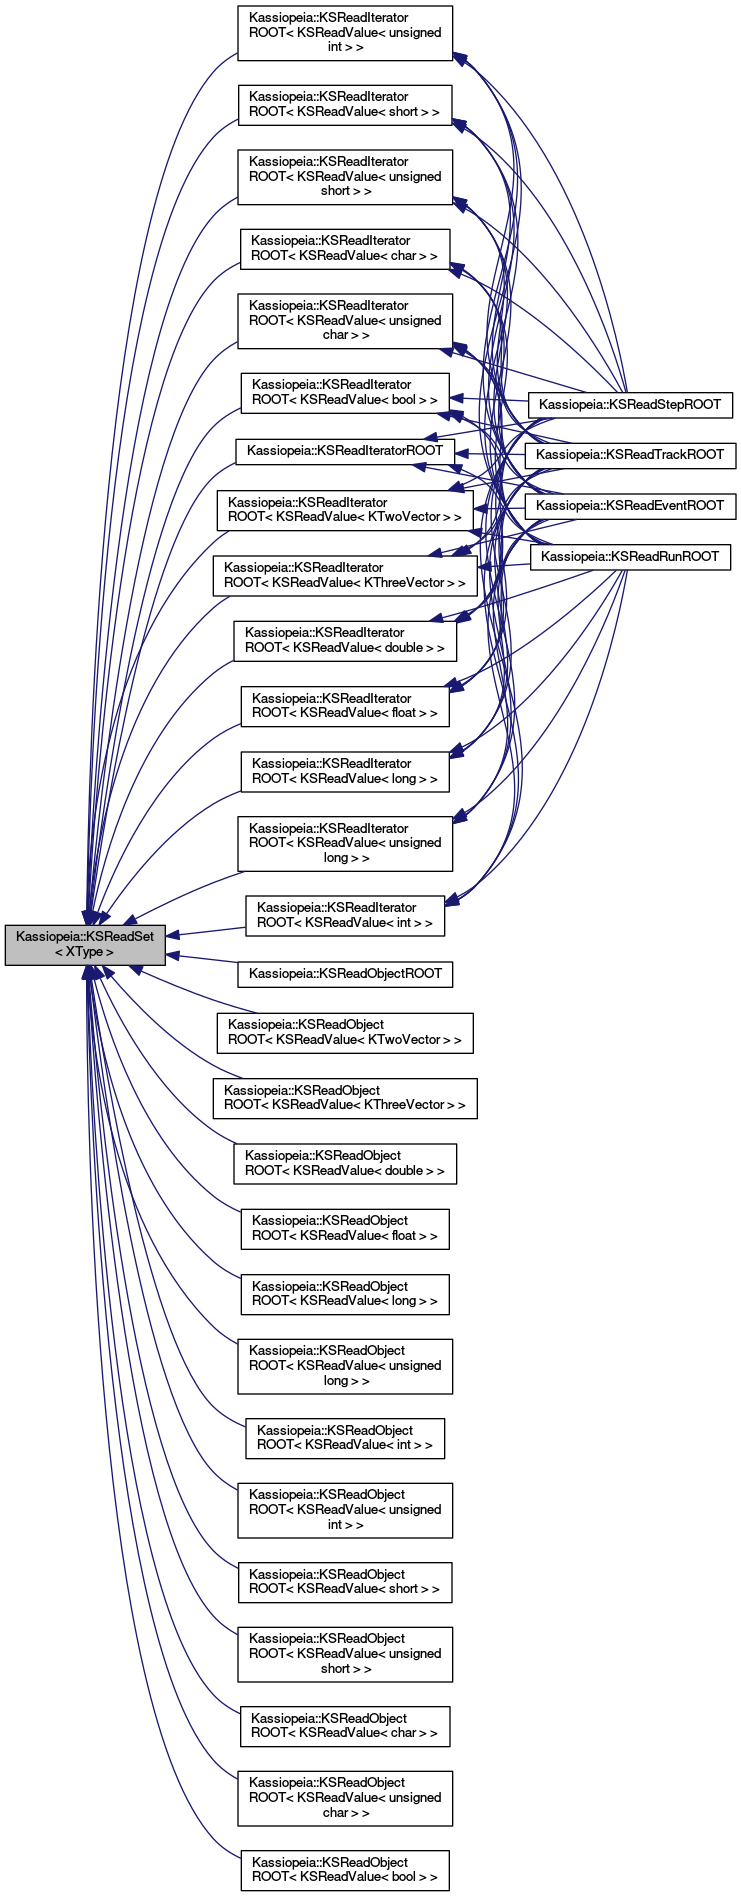 Kassiopeia::KSReadIterator
ROOT< KSReadValue< unsigned
int > >
Kassiopeia::KSReadIterator
ROOT< KSReadValue< short > >
Kassiopeia::KSReadIterator
ROOT< KSReadValue< unsigned
short > >
Kassiopeia::KSReadIterator
ROOT< KSReadValue< char > >
Kassiopeia::KSReadIterator
ROOT< KSReadValue< unsigned
char > >
Kassiopeia::KSReadIterator
ROOT< KSReadValue< bool > >
Kassiopeia::KSReadIteratorROOT
Kassiopeia::KSReadIterator
ROOT< KSReadValue< KTwoVector > >
Kassiopeia::KSReadIterator
ROOT< KSReadValue< KThreeVector > >
Kassiopeia::KSReadIterator
ROOT< KSReadValue< double > >
Kassiopeia::KSReadIterator
ROOT< KSReadValue< float > >
Kassiopeia::KSReadIterator
ROOT< KSReadValue< long > >
Kassiopeia::KSReadIterator
ROOT< KSReadValue< unsigned
long > >
Kassiopeia::KSReadIterator
ROOT< KSReadValue< int > >
Kassiopeia::KSReadStepROOT
Kassiopeia::KSReadTrackROOT
Kassiopeia::KSReadEventROOT
Kassiopeia::KSReadRunROOT
Kassiopeia::KSReadSet
< XType >
Kassiopeia::KSReadObjectROOT
Kassiopeia::KSReadObject
ROOT< KSReadValue< KTwoVector > >
Kassiopeia::KSReadObject
ROOT< KSReadValue< KThreeVector > >
Kassiopeia::KSReadObject
ROOT< KSReadValue< double > >
Kassiopeia::KSReadObject
ROOT< KSReadValue< float > >
Kassiopeia::KSReadObject
ROOT< KSReadValue< long > >
Kassiopeia::KSReadObject
ROOT< KSReadValue< unsigned
long > >
Kassiopeia::KSReadObject
ROOT< KSReadValue< int > >
Kassiopeia::KSReadObject
ROOT< KSReadValue< unsigned
int > >
Kassiopeia::KSReadObject
ROOT< KSReadValue< short > >
Kassiopeia::KSReadObject
ROOT< KSReadValue< unsigned
short > >
Kassiopeia::KSReadObject
ROOT< KSReadValue< char > >
Kassiopeia::KSReadObject
ROOT< KSReadValue< unsigned
char > >
Kassiopeia::KSReadObject
ROOT< KSReadValue< bool > >